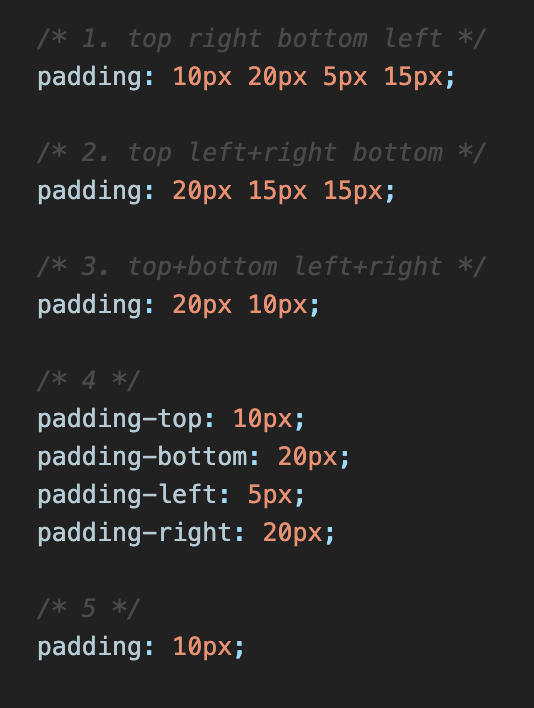 /* 1. top right bottom left */
padding: 10px 20px 5px 15px;
/* 2. top left+right bottom */
padding: 20px 15px 15px;
/* 3. top+bottom left+right */
padding: 20px 10px;
/* 4 */
padding-top: 10px;
padding-bottom: 20px;
padding-left: 5px;
padding-right: 20px;
/* 5 */
padding: 10px;